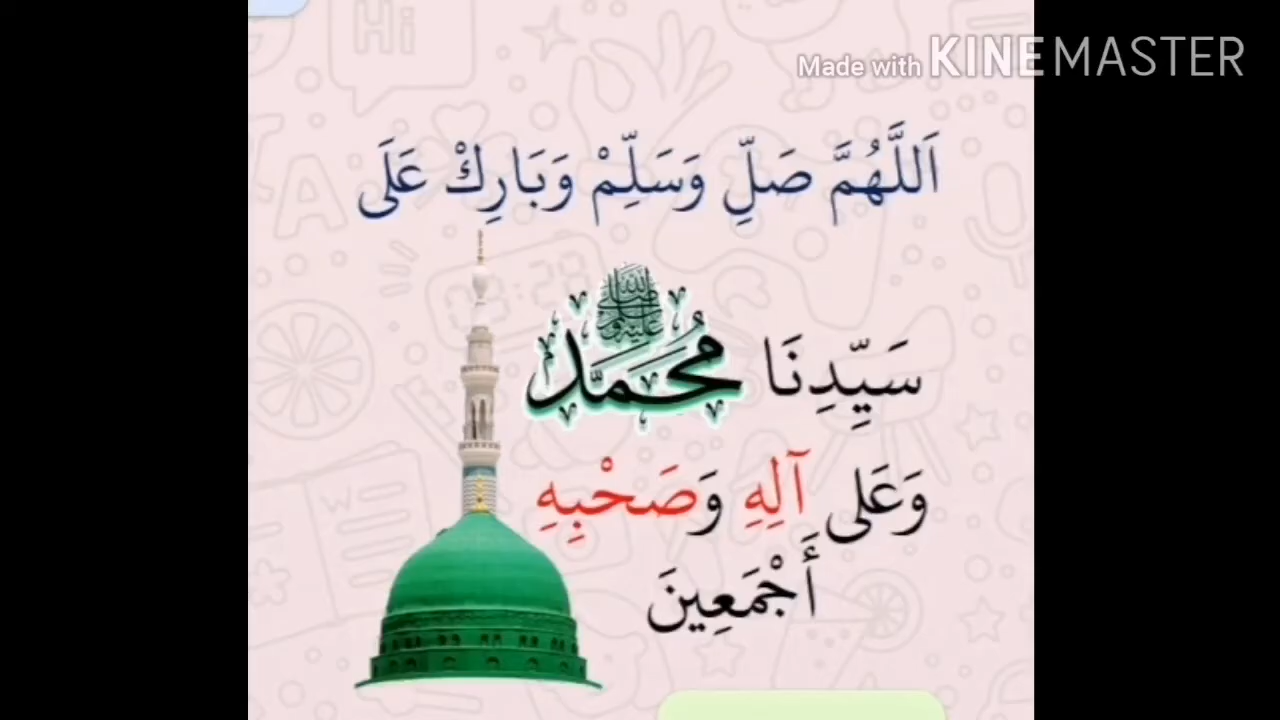 Made with KINEMASTER
اَللَّهُمَّ صَلِّ وَسَلِّمْ وَبَارِكْ عَلَى
سَيِّدِنَا مُحَمَّد صلى الله عليه وسلم
وَعَلى آلِهِ وَصَحْبِهِ
أَجْمَعِينَ